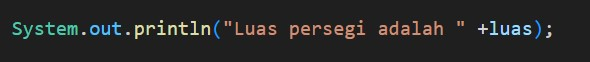 System.out.println("Luas persegi adalah " +luas);